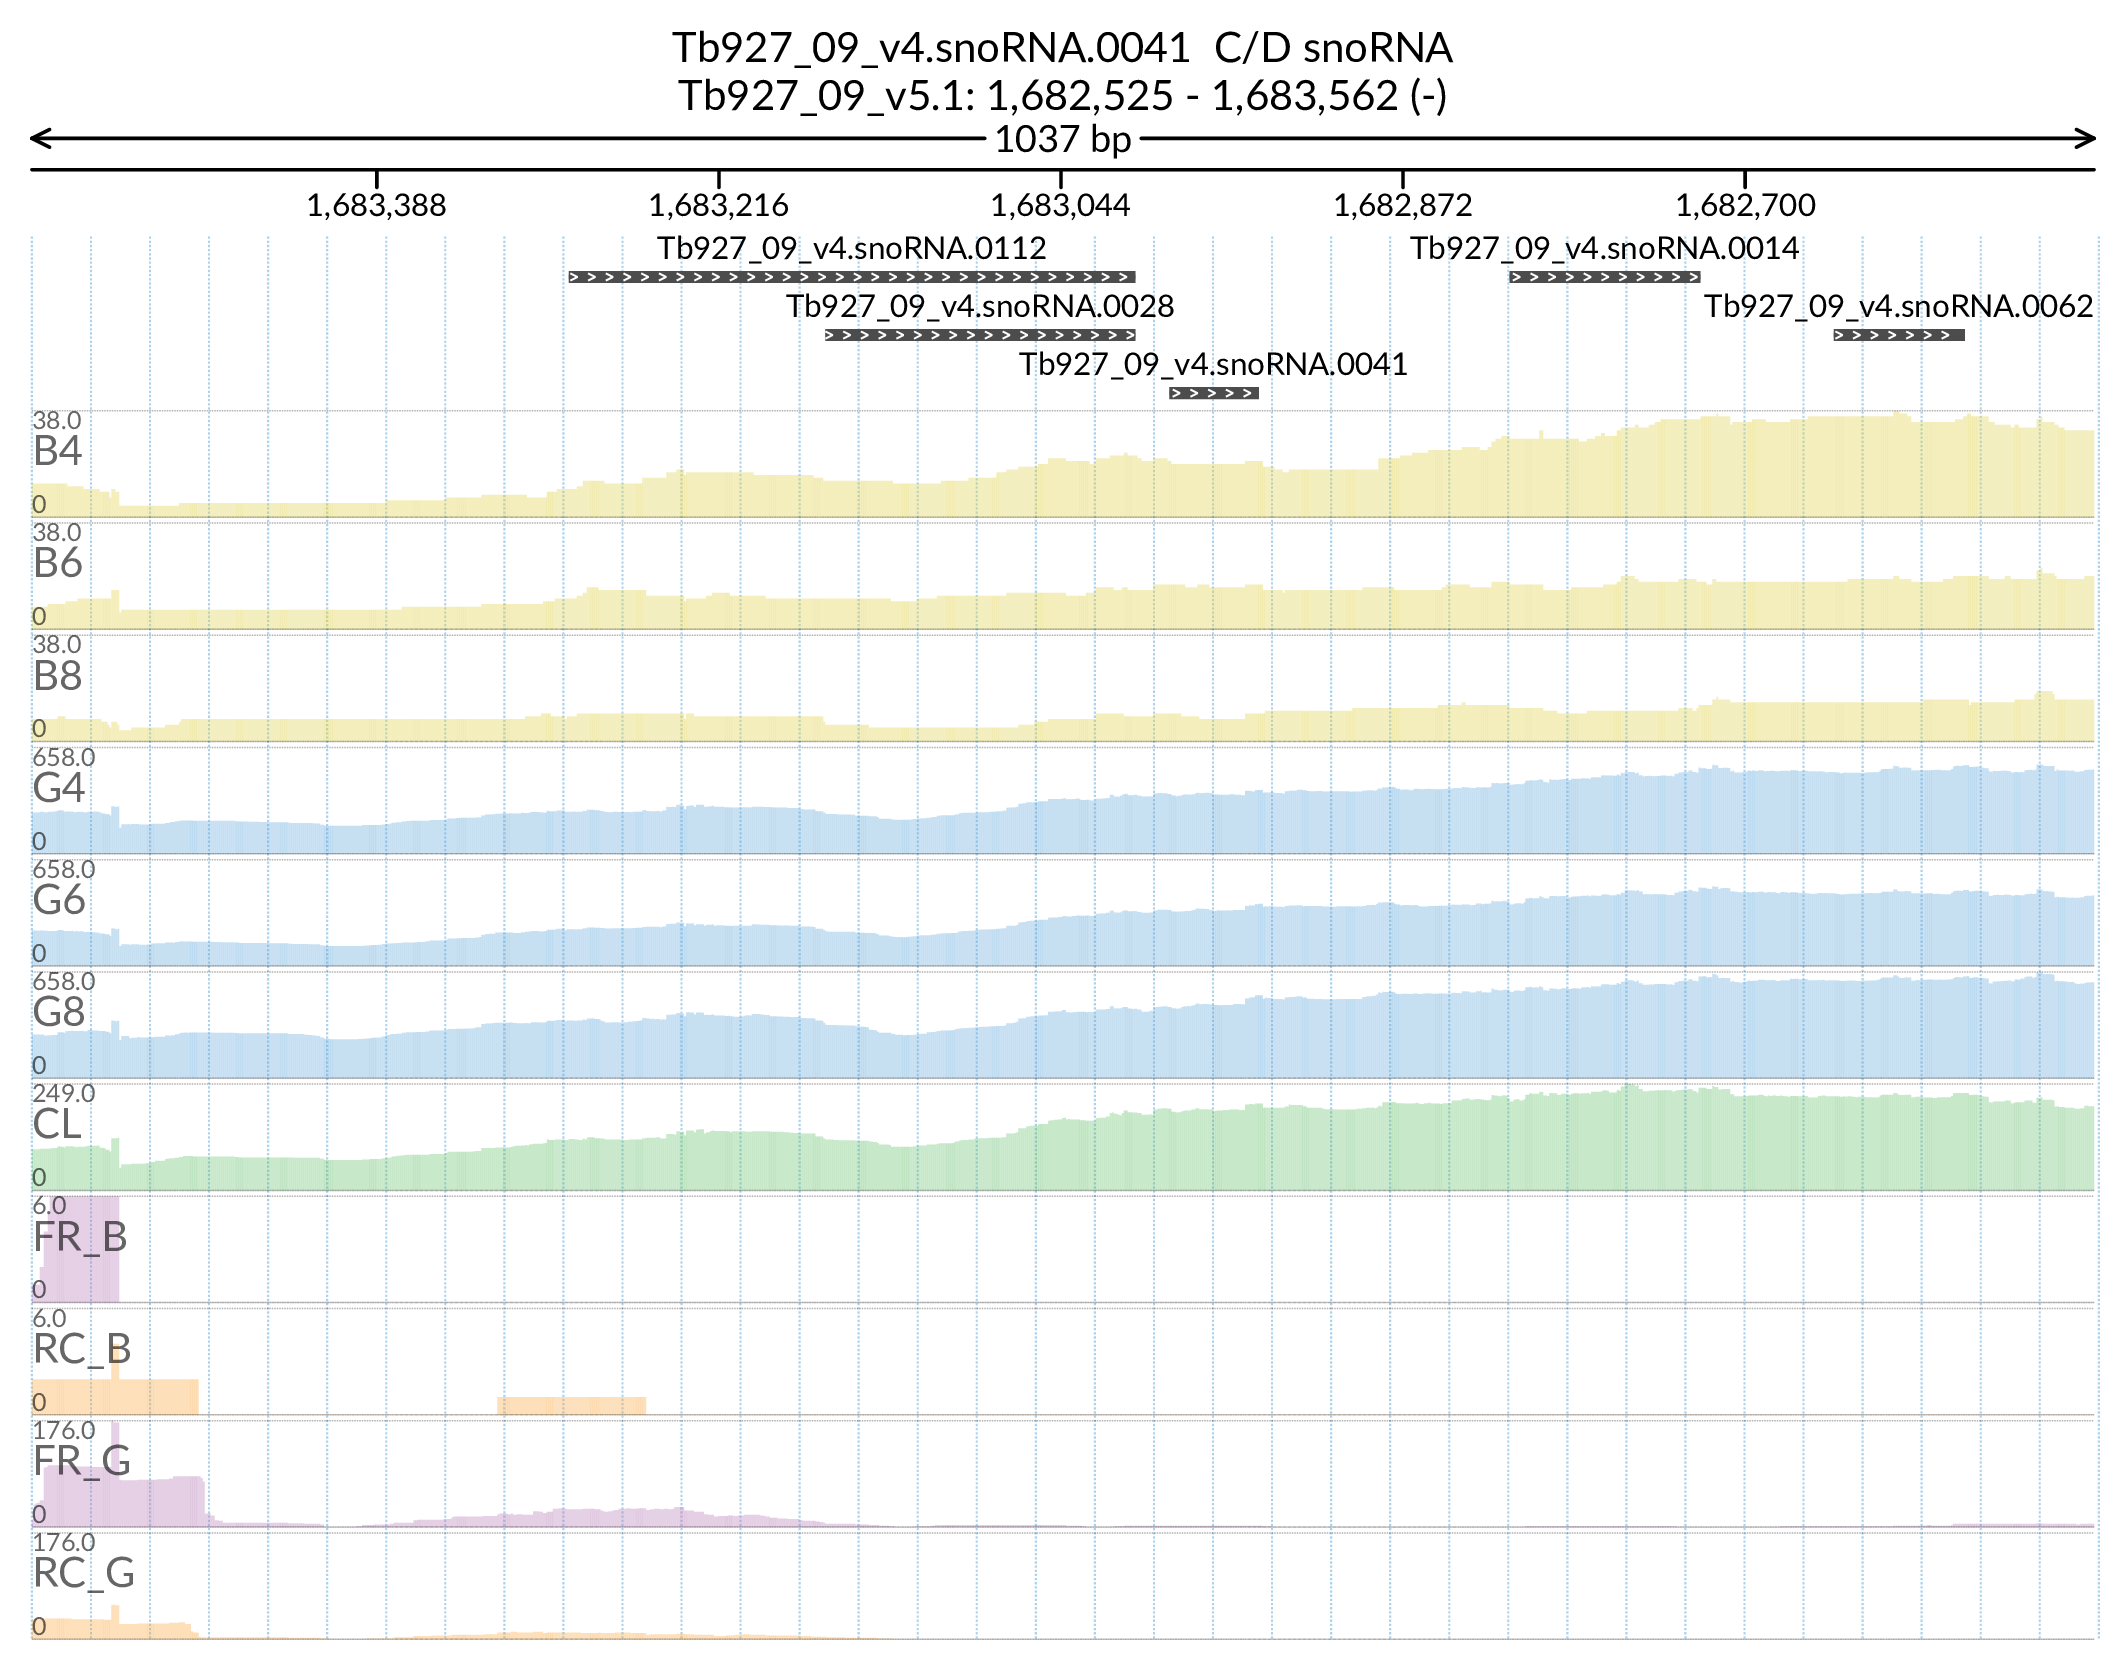 Tb927_09_v4.snoRNA.0041  C/D snoRNA
Tb927_09_v5.1: 1,682,525 - 1,683,562 (-)
1037 bp
1,683,388 1,683,216 1,683,044 1,682,872 1,682,700
Tb927_09_v4.snoRNA.0112 Tb927_09_v4.snoRNA.0014
Tb927_09_v4.snoRNA.0028 Tb927_09_v4.snoRNA.0062
Tb927_09_v4.snoRNA.0041
38.0
B4
0
38.0
B6
0
38.0
B8
0
658.0
G4
0
658.0
G6
0
658.0
G8
0
249.0
CL
0
6.0
FR_B
0
6.0
RC_B
0
176.0
FR_G
0
176.0
RC_G
0